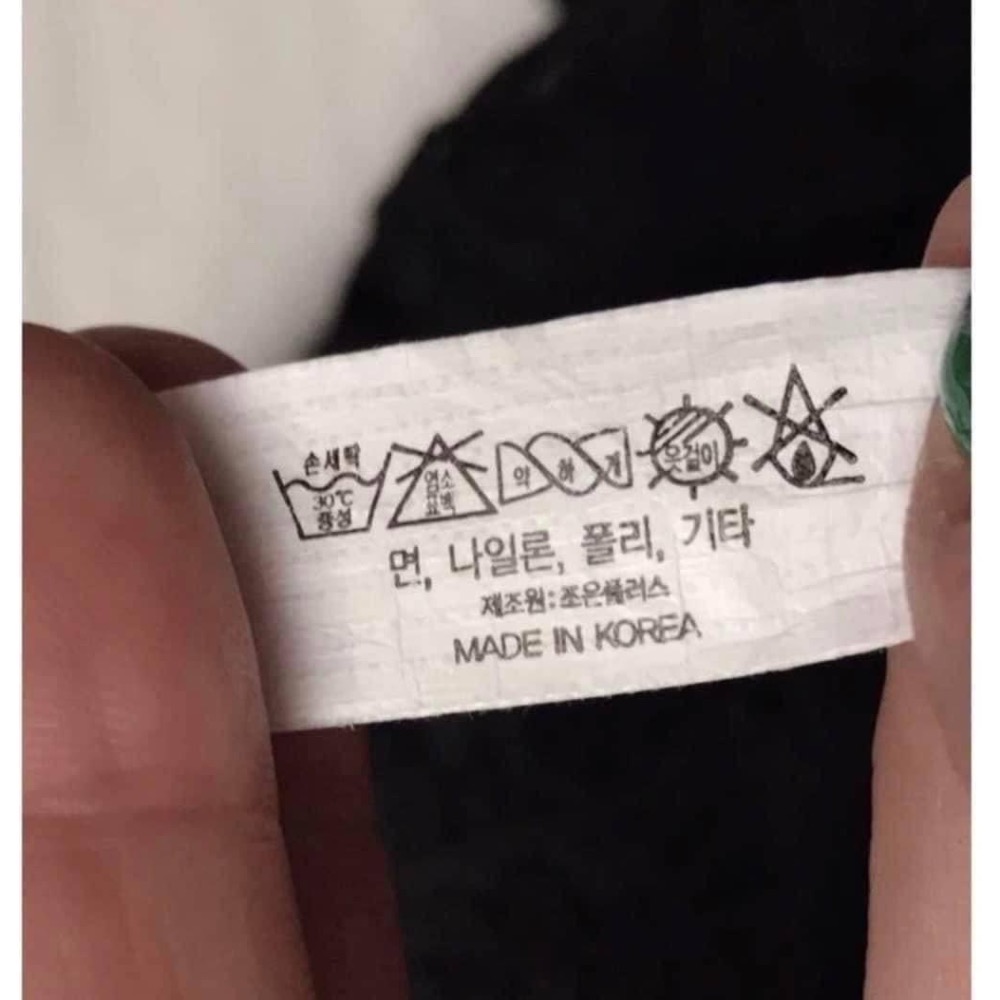 손세탁
30℃
중성
염소
표백
약하게
옷걸이
면, 나일론, 폴리, 기타
제조원: 조은플러스
MADE IN KOREA